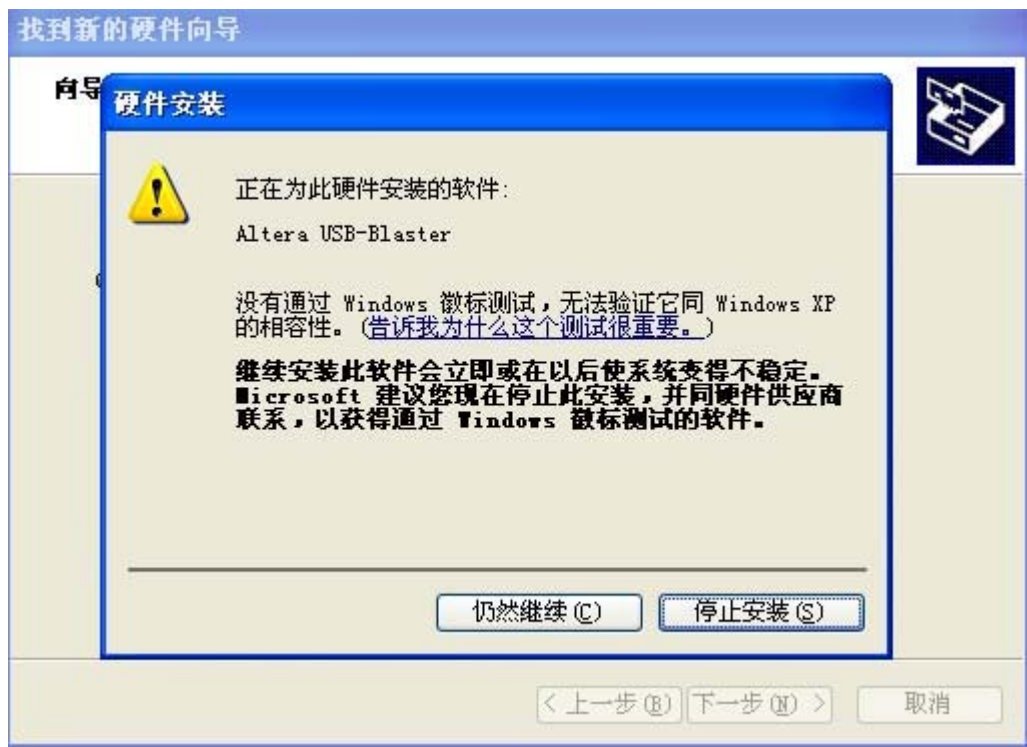 找到新的硬件向导
向导
硬件安装
正在为此硬件安装的软件:
Altera USB-Blaster
没有通过 Windows 徽标测试，无法验证它同 Windows XP
的相容性。(告诉我为什么这个测试很重要。)
继续安装此软件会立即或在以后使系统变得不稳定。
Microsoft 建议您现在停止此安装，并同硬件供应商
联系，以获得通过 Windows 徽标测试的软件。
仍然继续(C) 停止安装(S)
< 上一步(B) 下一步(N) > 取消